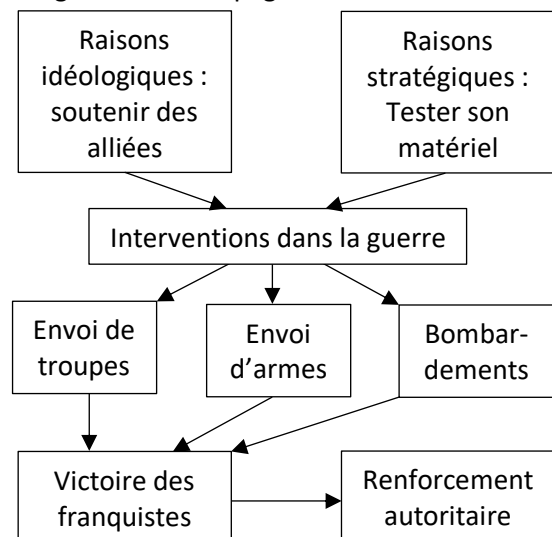 Raisons
idéologiques :
soutenir des
alliées
Raisons
stratégiques :
Tester son
matériel
Interventions dans la guerre
Envoi de
troupes
Envoi
d'armes
Bombar-
dements
Victoire des
franquistes
Renforcement
autoritaire